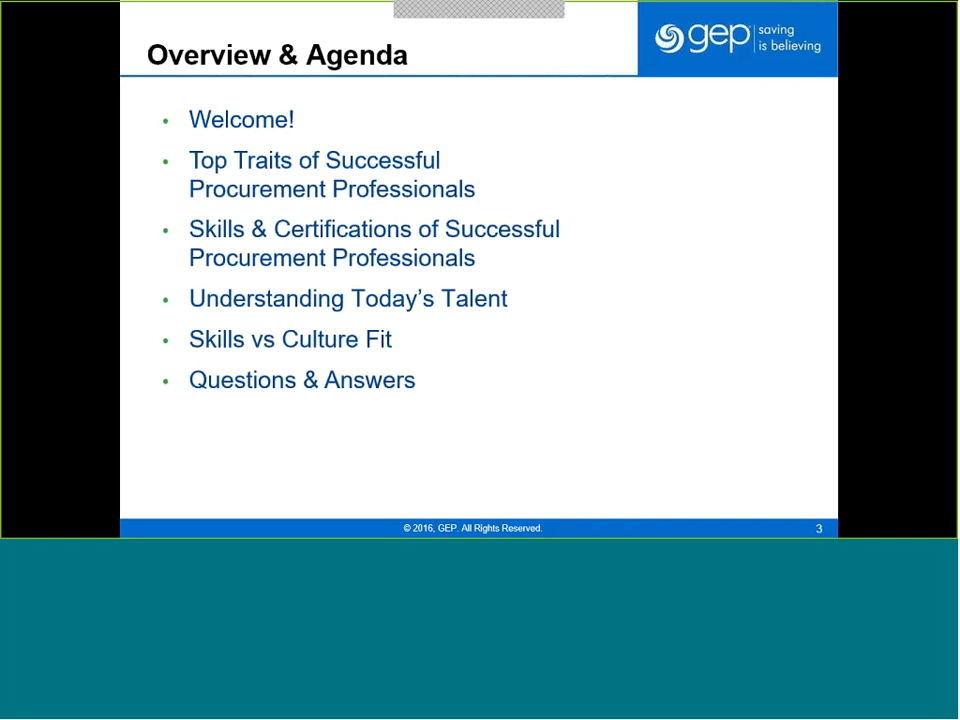 Overview & Agenda
gep
saving
is believing
• Welcome!
• Top Traits of Successful
Procurement Professionals
• Skills & Certifications of Successful
Procurement Professionals
• Understanding Today’s Talent
• Skills vs Culture Fit
• Questions & Answers
© 2016, GEP. All Rights Reserved.
3